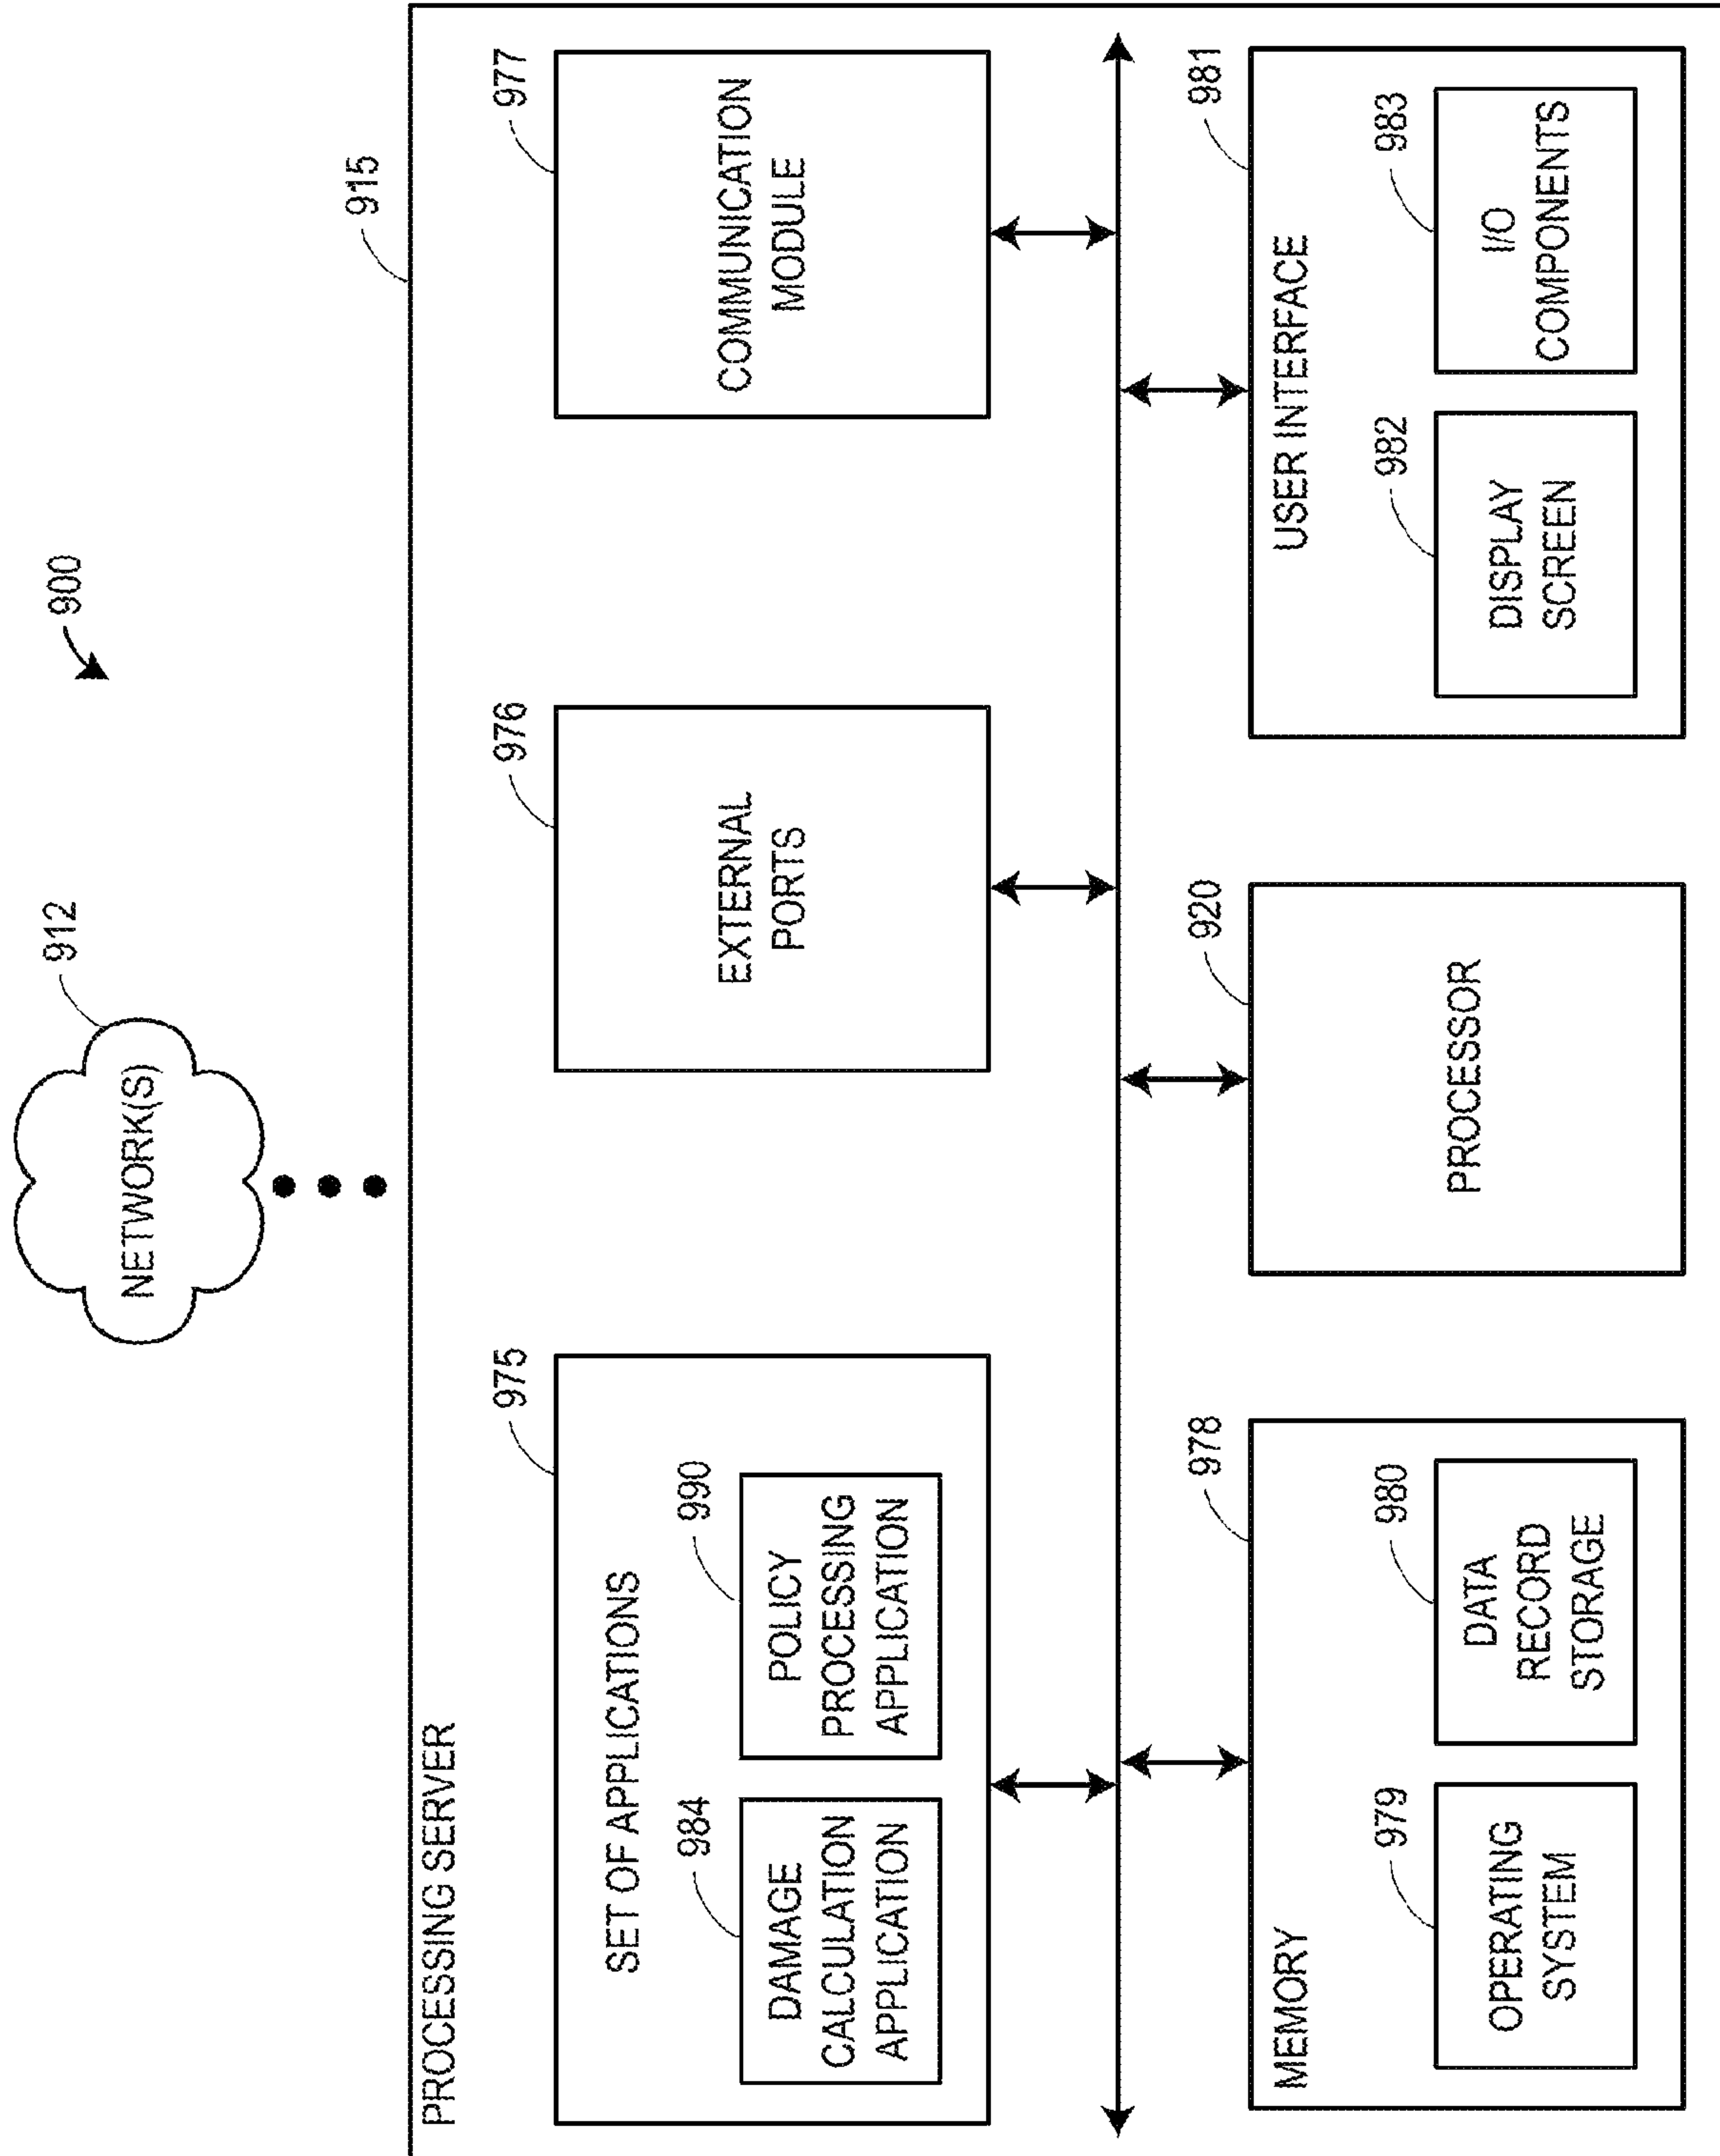 900
NETWORK(S)
912
PROCESSING SERVER
915
SET OF APPLICATIONS
975
DAMAGE
CALCULATION
APPLICATION
984
POLICY
PROCESSING
APPLICATION
990
EXTERNAL
PORTS
976
COMMUNICATION
MODULE
977
MEMORY
978
OPERATING
SYSTEM
979
DATA
RECORD
STORAGE
980
PROCESSOR
920
USER INTERFACE
981
DISPLAY
SCREEN
982
I/O
COMPONENTS
983